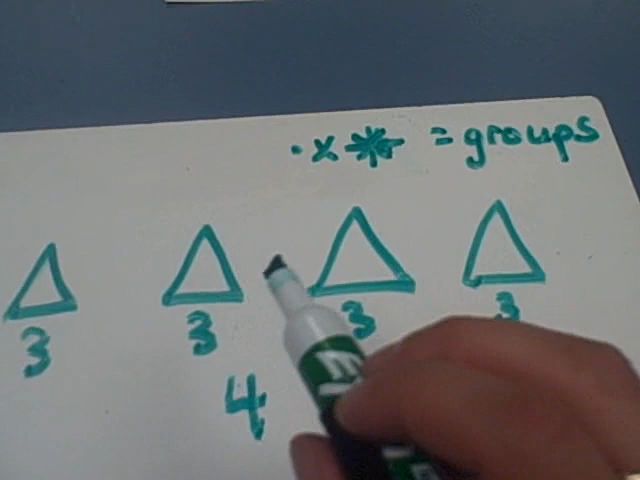 · x * = groups
3 3 3 3
4